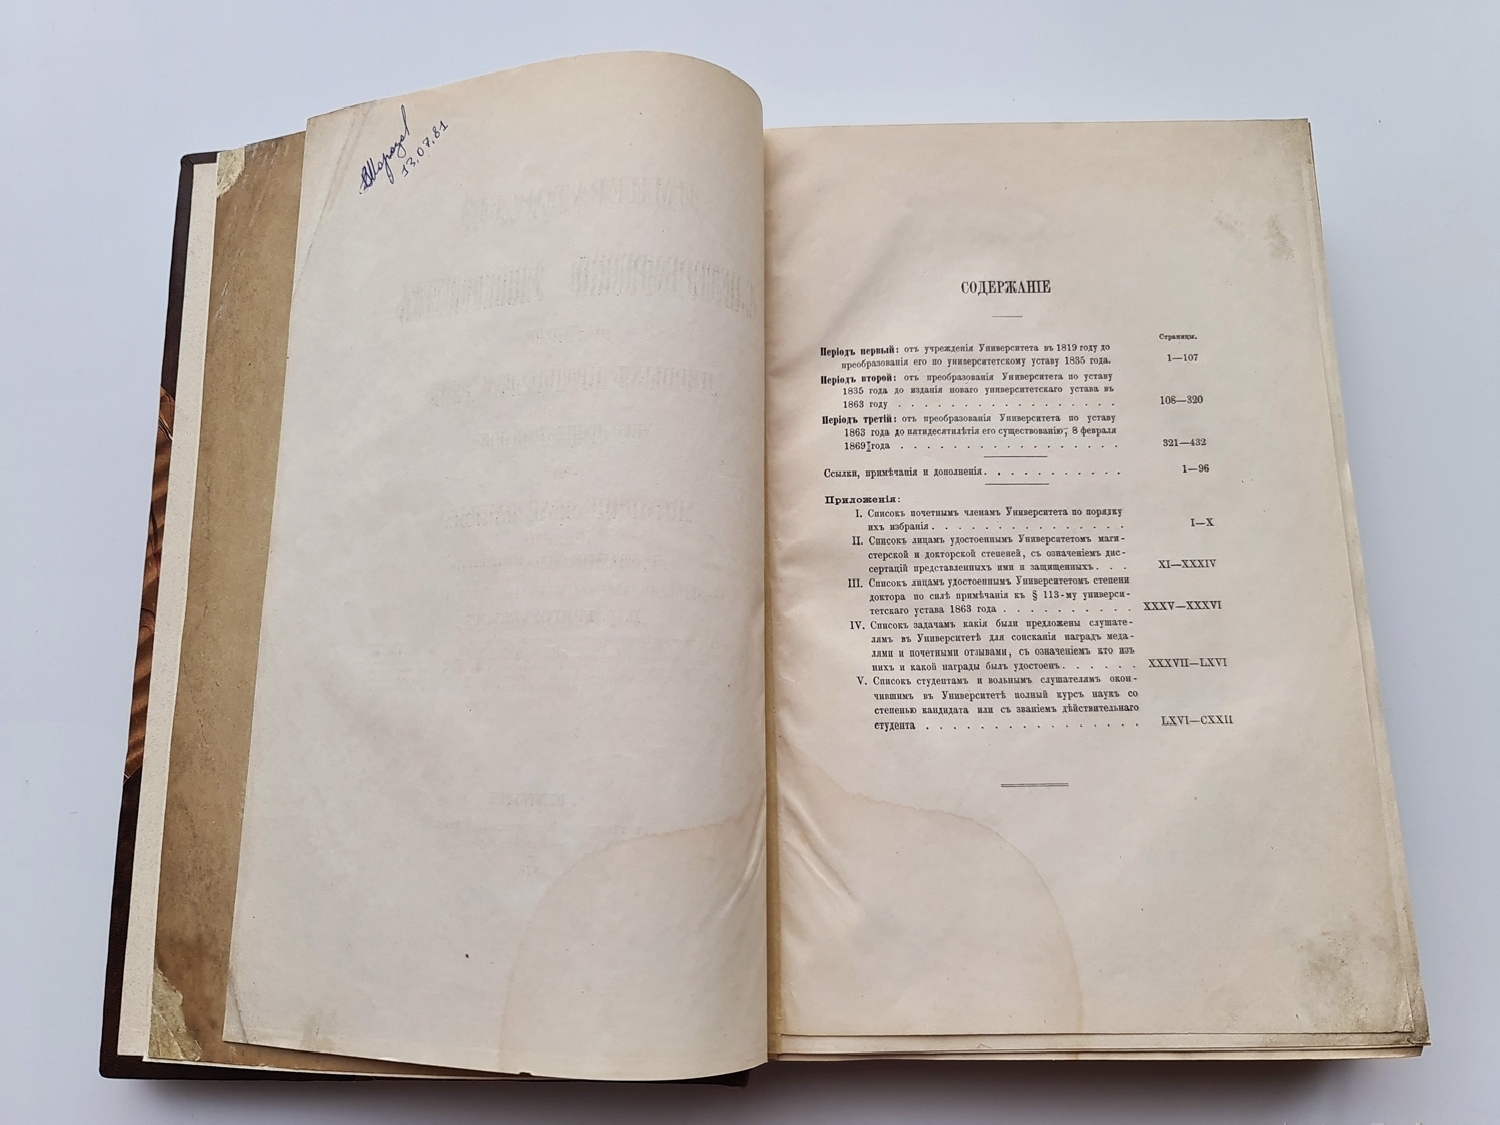 13.07.81
СОДЕРЖАНІЕ
Страницы.
Періодъ первый: отъ учрежденія Университета въ 1819 году до
преобразованія его по университетскому уставу 1835 года. 1—107
Періодъ второй: отъ преобразованія Университета по уставу
1835 года до изданія новаго университетскаго устава въ
1863 году . . . . . . . . . . . . . . . . . 108—320
Періодъ третій: отъ преобразованія Университета по уставу
1863 года до пятидесятилѣтія его существованію, 8 февраля
1869 года . . . . . . . . . . . . . . . . . 321—432
Ссылки, примѣчанія и дополненія. . . . . . . . . . . 1—96
Приложенія:
I. Списокъ почетнымъ членамъ Университета по порядку
ихъ избранія . . . . . . . . . . . . . . . I—X
II. Списокъ лицамъ удостоеннымъ Университетомъ маги-
стерской и докторской степеней, съ означеніемъ дис-
сертацій представленныхъ ими и защищенныхъ. . . XI—XXXIV
III. Списокъ лицамъ удостоеннымъ Университетомъ степени
доктора по силѣ примѣчанія къ § 113-му универси-
тетскаго устава 1863 года . . . . . . . . . . XXXV—XXXVI
IV. Списокъ задачамъ какія были предложены слушате-
лямъ въ Университетѣ для соисканія наградъ меда-
лями и почетными отзывами, съ означеніемъ кто изъ
нихъ и какой награды былъ удостоенъ. . . . . . XXXVII—LXVI
V. Списокъ студентамъ и вольнымъ слушателямъ окон-
чившимъ въ Университетѣ полный курсъ наукъ со
степенью кандидата или съ званіемъ дѣйствительнаго
студента . . . . . . . . . . . . . . . . LXVI—CXXII